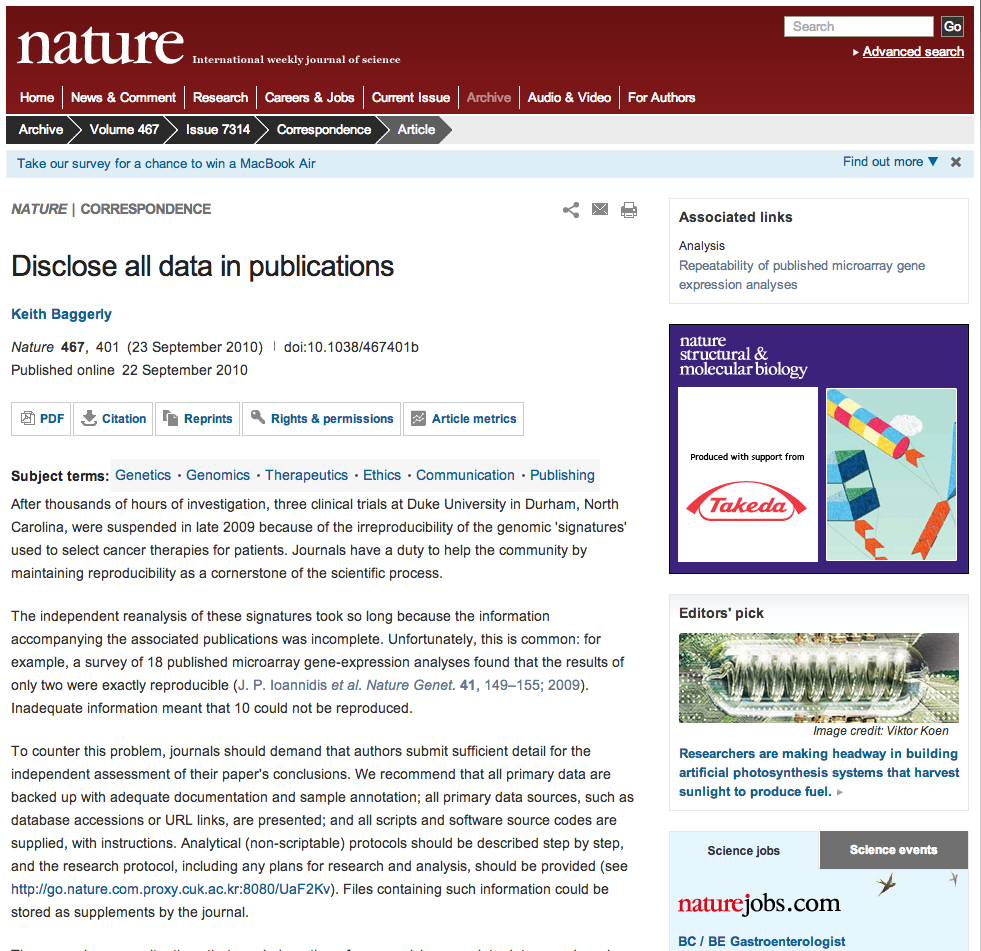 nature International weekly journal of science
Search Go
Advanced search
Home News & Comment Research Careers & Jobs Current Issue Archive Audio & Video For Authors
Archive Volume 467 Issue 7314 Correspondence Article
Take our survey for a chance to win a MacBook Air Find out more
NATURE | CORRESPONDENCE
Disclose all data in publications
Keith Baggerly
Nature 467, 401 (23 September 2010) | doi:10.1038/467401b
Published online 22 September 2010
PDF Citation Reprints Rights & permissions Article metrics
Subject terms: Genetics • Genomics • Therapeutics • Ethics • Communication • Publishing
After thousands of hours of investigation, three clinical trials at Duke University in Durham, North
Carolina, were suspended in late 2009 because of the irreproducibility of the genomic 'signatures'
used to select cancer therapies for patients. Journals have a duty to help the community by
maintaining reproducibility as a cornerstone of the scientific process.
The independent reanalysis of these signatures took so long because the information
accompanying the associated publications was incomplete. Unfortunately, this is common: for
example, a survey of 18 published microarray gene-expression analyses found that the results of
only two were exactly reproducible (J. P. Ioannidis et al. Nature Genet. 41, 149–155; 2009).
Inadequate information meant that 10 could not be reproduced.
To counter this problem, journals should demand that authors submit sufficient detail for the
independent assessment of their paper's conclusions. We recommend that all primary data are
backed up with adequate documentation and sample annotation; all primary data sources, such as
database accessions or URL links, are presented; and all scripts and software source codes are
supplied, with instructions. Analytical (non-scriptable) protocols should be described step by step,
and the research protocol, including any plans for research and analysis, should be provided (see
http://go.nature.com.proxy.cuk.ac.kr:8080/UaF2Kv). Files containing such information could be
stored as supplements by the journal.
Associated links
Analysis
Repeatability of published microarray gene
expression analyses
nature
structural &
molecular biology
Produced with support from
Takeda
Editors' pick
Image credit: Viktor Koen
Researchers are making headway in building
artificial photosynthesis systems that harvest
sunlight to produce fuel.
Science jobs Science events
naturejobs.com
BC / BE Gastroenterologist